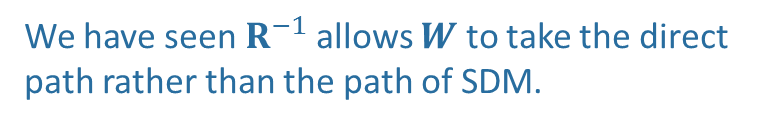 We have seen R⁻¹ allows W to take the direct
path rather than the path of SDM.